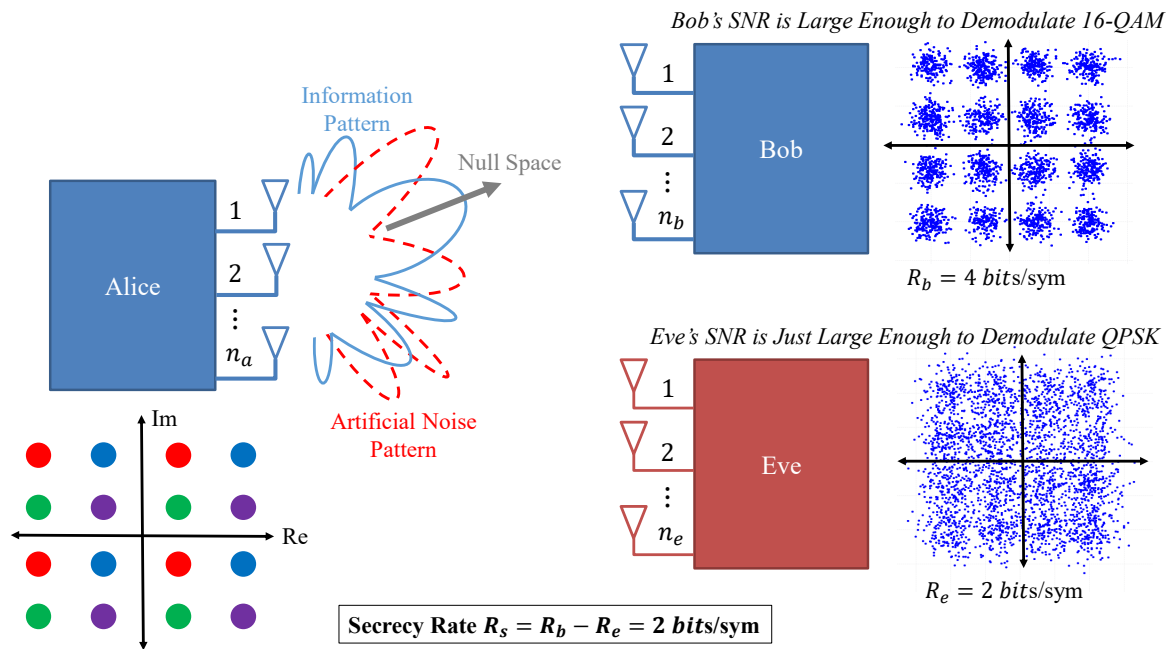 Information
Pattern
Null Space
Alice
1
2
⋮
n_a
Artificial Noise
Pattern
Im
Re
Bob's SNR is Large Enough to Demodulate 16-QAM
1
2
⋮
n_b
Bob
R_b = 4 bits/sym
Eve's SNR is Just Large Enough to Demodulate QPSK
1
2
⋮
n_e
Eve
R_e = 2 bits/sym
Secrecy Rate R_s = R_b − R_e = 2 bits/sym